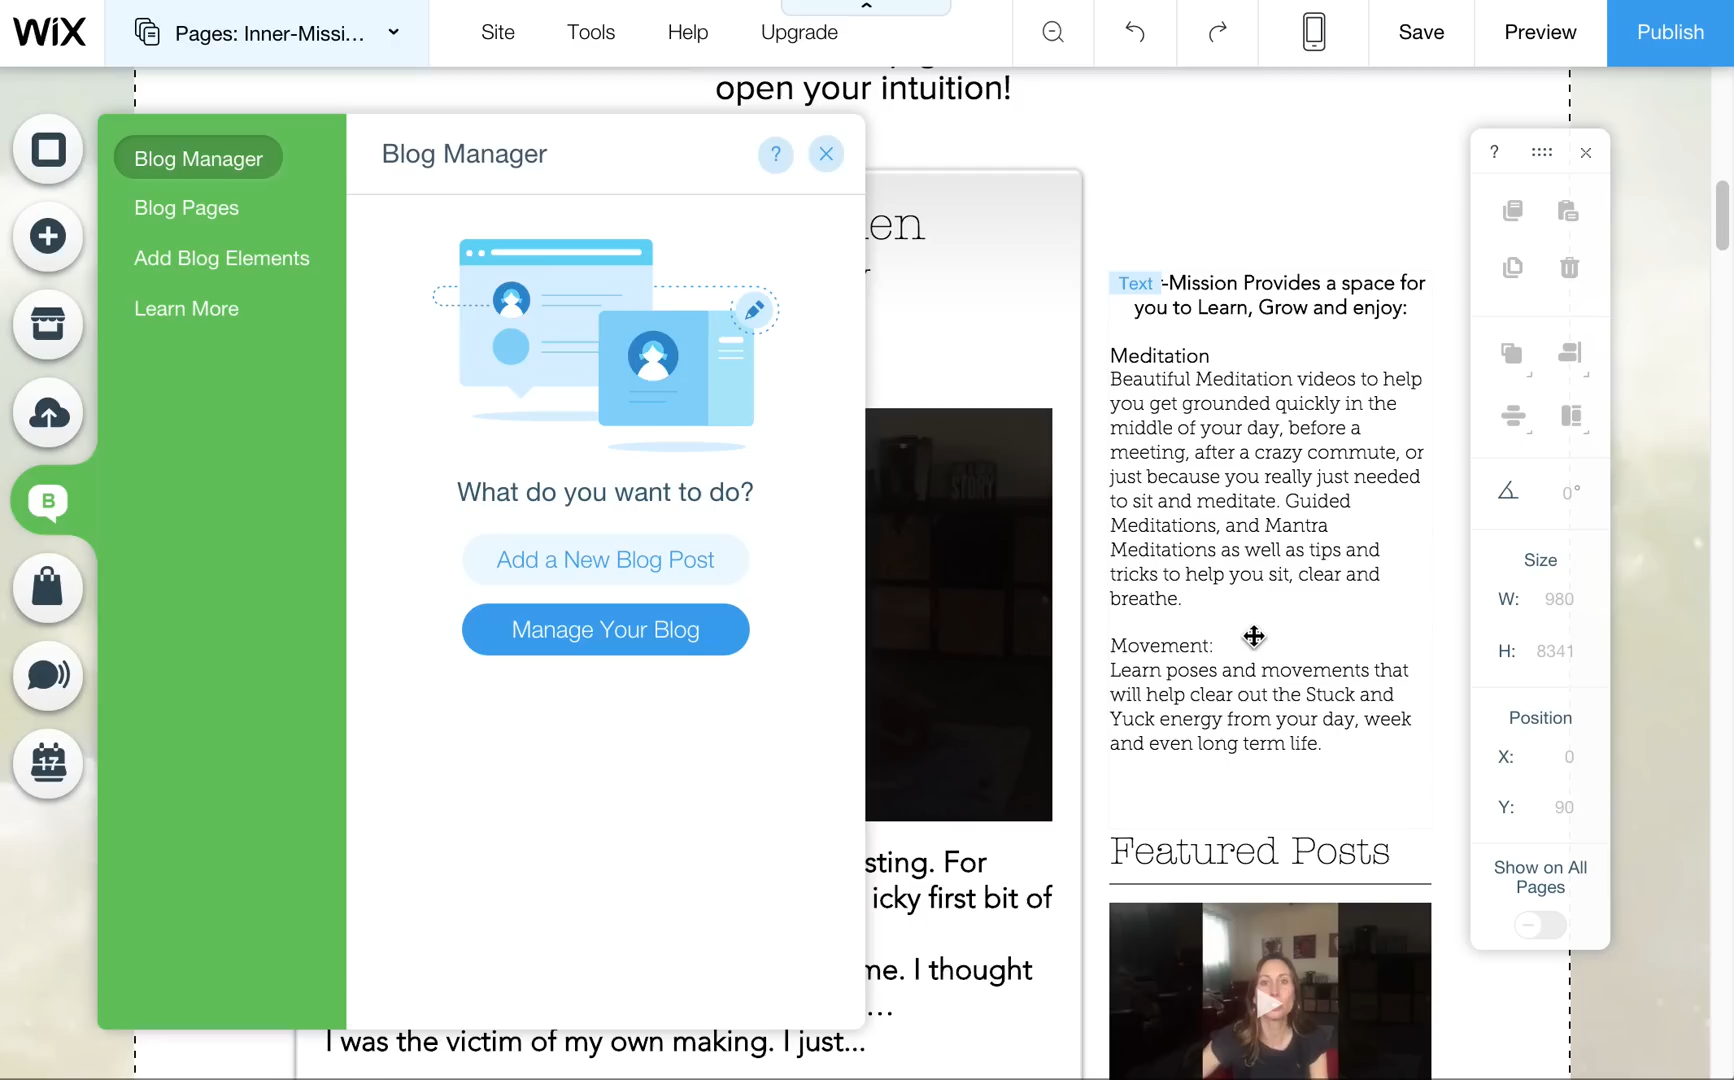 WiX
Pages: Inner-Missi...
Site
Tools
Help
Upgrade
Save
Preview
Publish
open your intuition!
Blog Manager
Blog Pages
Add Blog Elements
Learn More
Blog Manager
?
What do you want to do?
Add a New Blog Post
Manage Your Blog
B
17
en
STORY
sting. For
icky first bit of
me. I thought
...
I was the victim of my own making. I just...
Text
-Mission Provides a space for
you to Learn, Grow and enjoy:
Meditation
Beautiful Meditation videos to help
you get grounded quickly in the
middle of your day, before a
meeting, after a crazy commute, or
just because you really just needed
to sit and meditate. Guided
Meditations, and Mantra
Meditations as well as tips and
tricks to help you sit, clear and
breathe.
Movement:
Learn poses and movements that
will help clear out the Stuck and
Yuck energy from your day, week
and even long term life.
Featured Posts
?
0°
Size
W: 980
H: 8341
Position
X: 0
Y: 90
Show on All
Pages